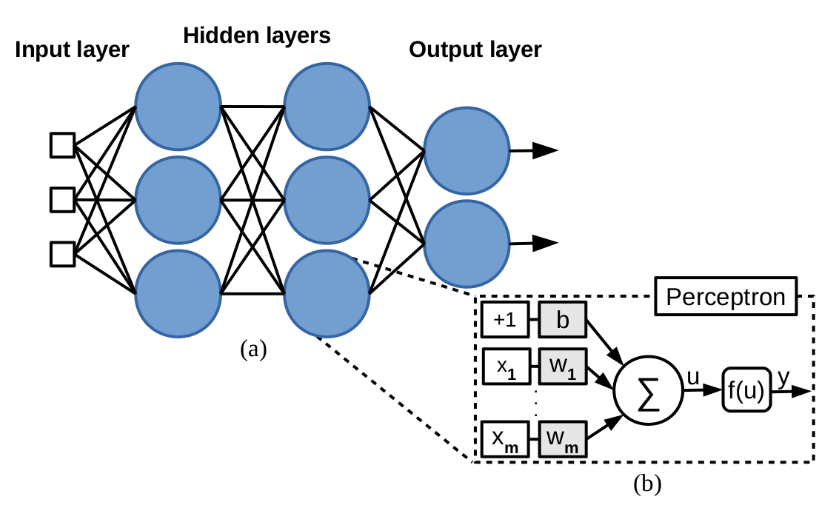 Input layer
Hidden layers
Output layer
(a)
Perceptron
+1 b
x1 w1
Σ
u
f(u)
y
xm wm
(b)